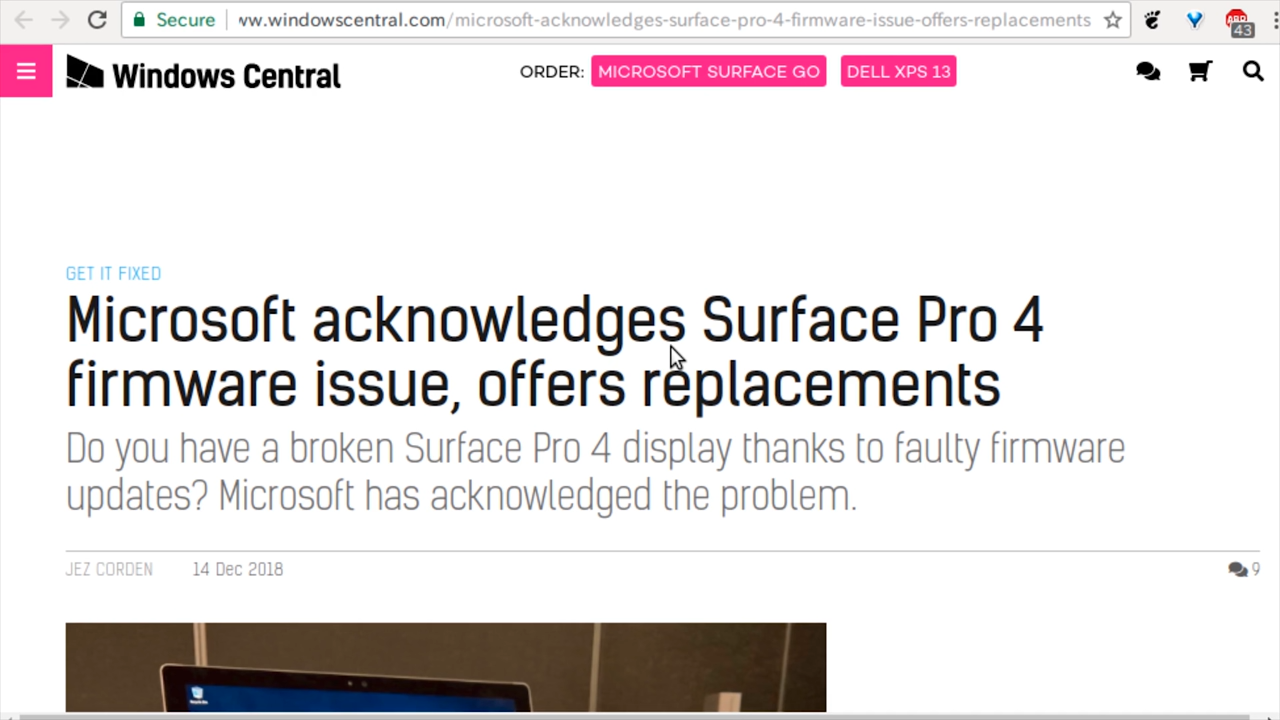 Secure
ww.windowscentral.com/microsoft-acknowledges-surface-pro-4-firmware-issue-offers-replacements
ABP
43
Windows Central
ORDER: MICROSOFT SURFACE GO DELL XPS 13
GET IT FIXED
Microsoft acknowledges Surface Pro 4
firmware issue, offers replacements
Do you have a broken Surface Pro 4 display thanks to faulty firmware
updates? Microsoft has acknowledged the problem.
JEZ CORDEN 14 Dec 2018 9